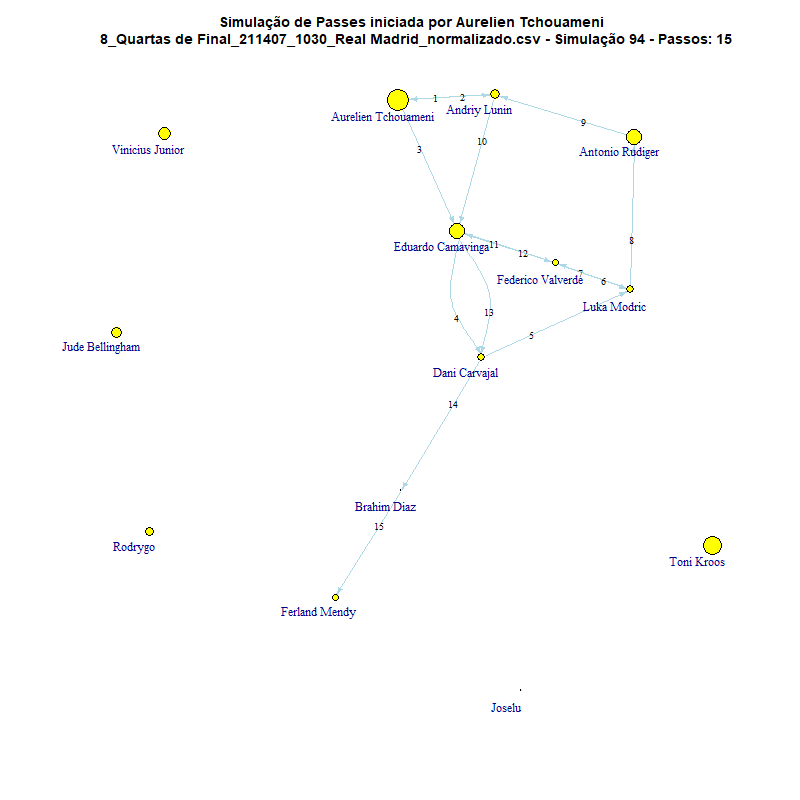 Simulação de Passes iniciada por Aurelien Tchouameni
8_Quartas de Final_211407_1030_Real Madrid_normalizado.csv - Simulação 94 - Passos: 15
1
2
Aurelien Tchouameni
Andriy Lunin
9
Vinicius Junior
3
10
Antonio Rudiger
Eduardo Camavinga
11
12
8
Federico Valverde
7
6
Luka Modric
4
13
5
Jude Bellingham
Dani Carvajal
14
Brahim Diaz
15
Rodrygo
Toni Kroos
Ferland Mendy
Joselu